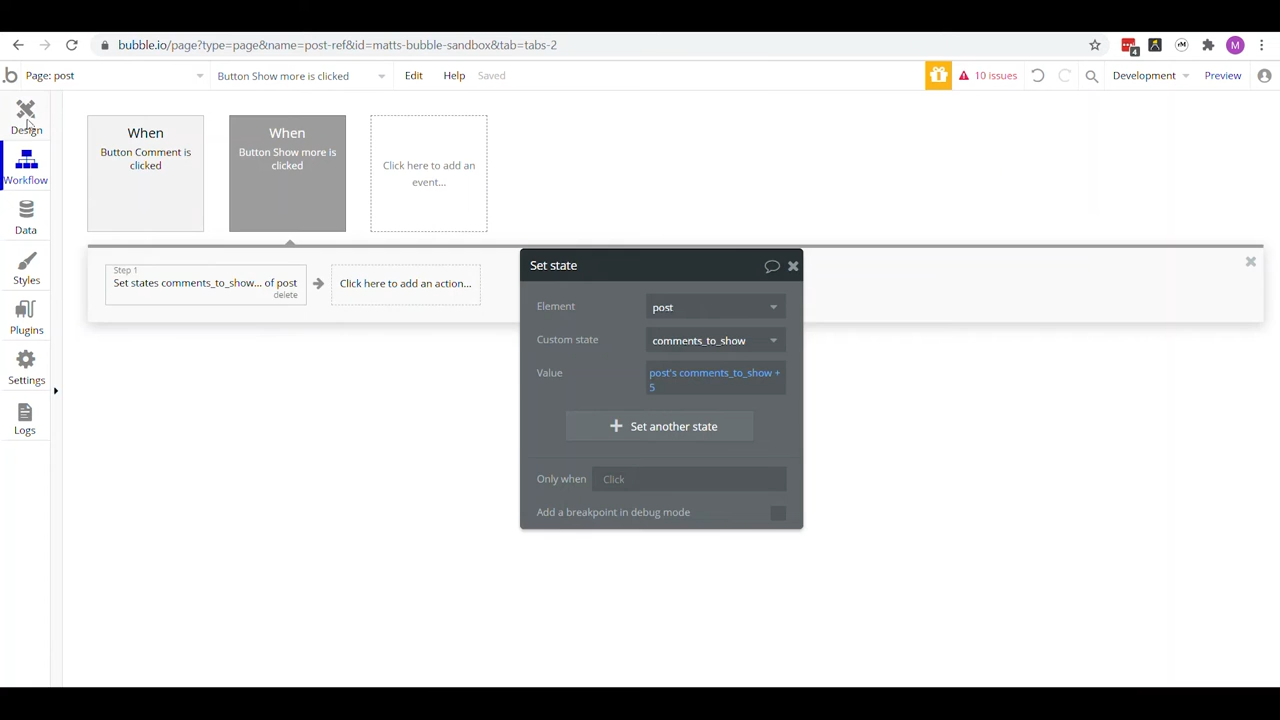 bubble.io/page?type=page&name=post-ref&id=matts-bubble-sandbox&tab=tabs-2
4
rM
M
b
Page: post
Button Show more is clicked
Edit
Help
Saved
10 issues
Development
Preview
Design
Workflow
Data
Styles
Plugins
Settings
Logs
When
Button Comment is
clicked
When
Button Show more is
clicked
Click here to add an
event...
Step 1
Set states comments_to_show... of post
delete
Click here to add an action...
Set state
Element
post
Custom state
comments_to_show
Value
post's comments_to_show +
5
Set another state
Only when
Click
Add a breakpoint in debug mode